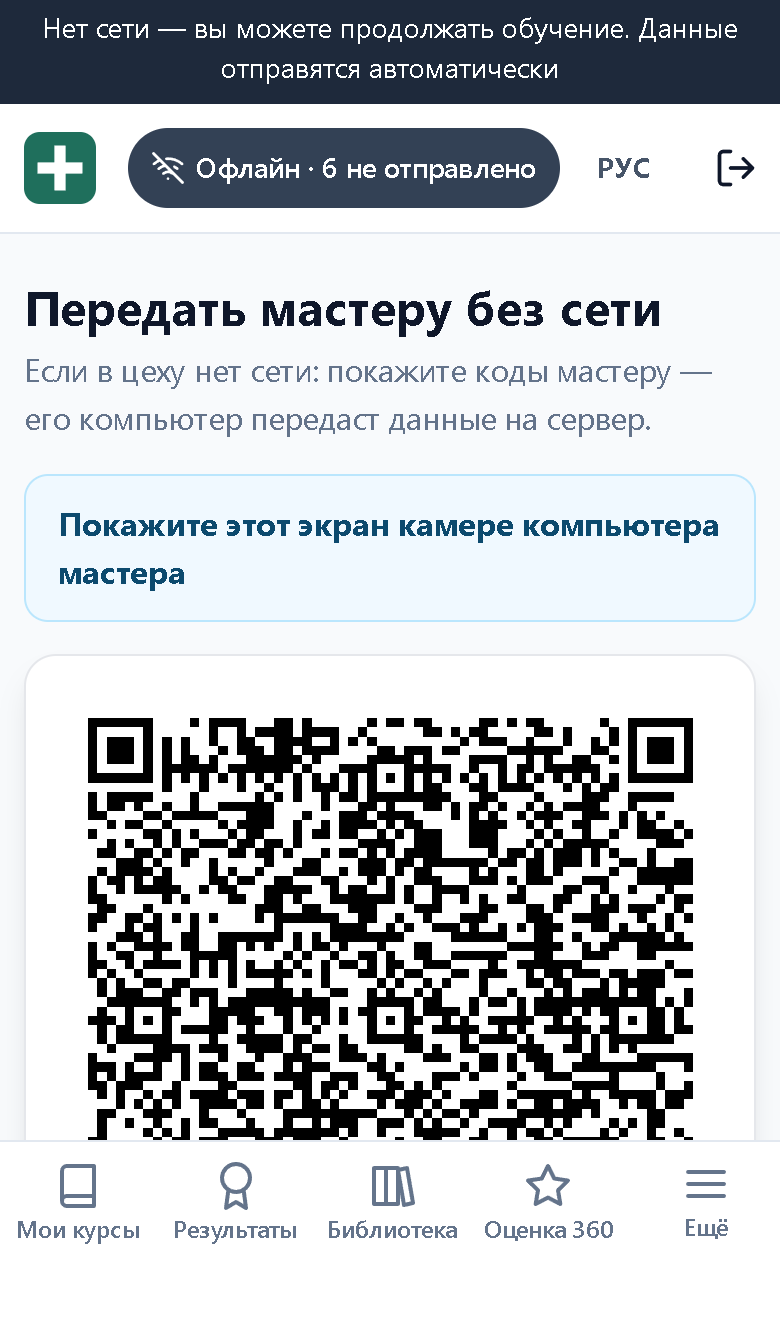 Нет сети — вы можете продолжать обучение. Данные
отправятся автоматически
Офлайн · 6 не отправлено
РУС
Передать мастеру без сети
Если в цеху нет сети: покажите коды мастеру —
его компьютер передаст данные на сервер.
Покажите этот экран камере компьютера
мастера
Мои курсы
Результаты
Библиотека
Оценка 360
Ещё